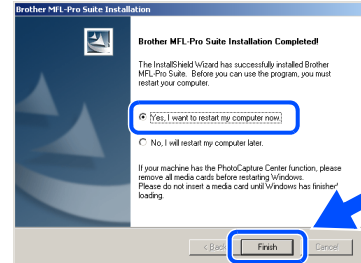 Brother MFL-Pro Suite Installation
Brother MFL-Pro Suite Installation Completed!
The InstallShield Wizard has successfully installed Brother
MFL-Pro Suite. Before you can use the program, you must
restart your computer.
Yes, I want to restart my computer now.
No, I will restart my computer later.
If your machine has the PhotoCapture Center function, please
remove all media cards before restarting Windows.
Please do not insert a media card until Windows has finished
loading.
< Back
Finish
Cancel